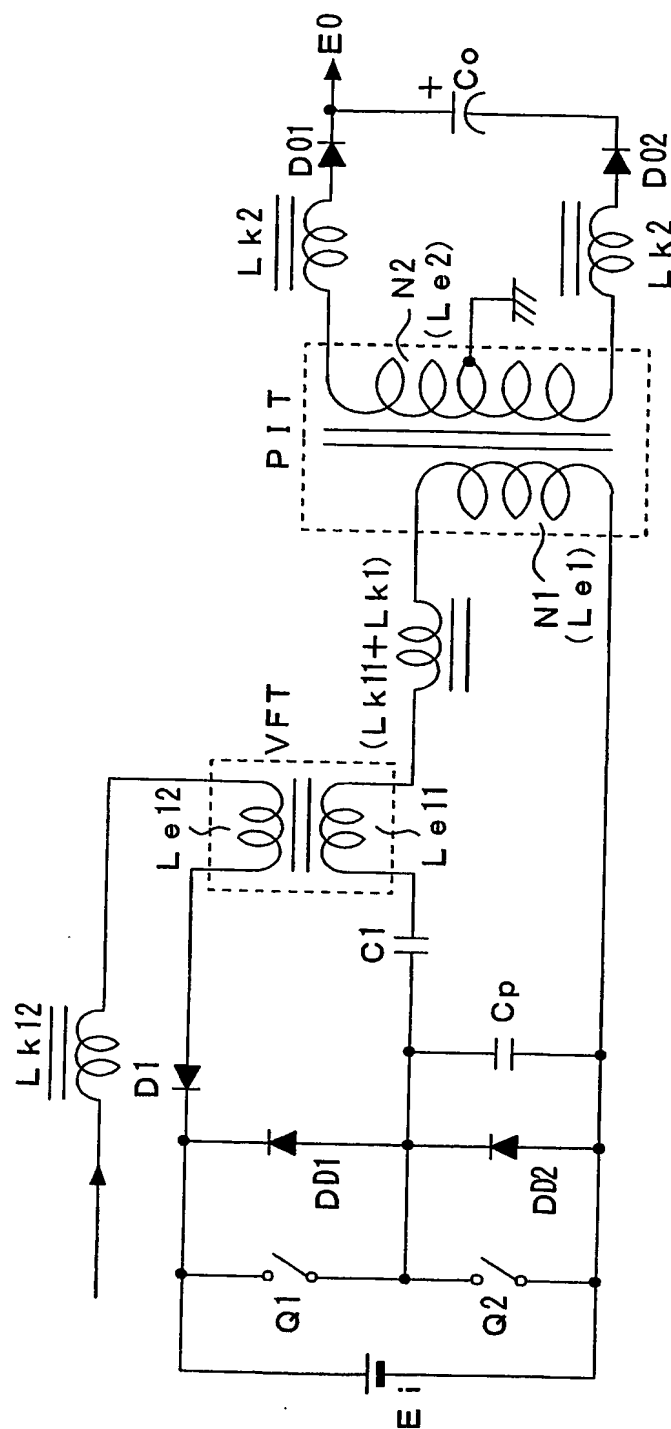 Lk12
D1
VFT
Le12
Le11
(Lk11+Lk1)
PIT
N1
(Le1)
N2
(Le2)
Lk2
D01
E0
+
Co
Lk2
D02
C1
Cp
DD1
DD2
Q1
Q2
Ei